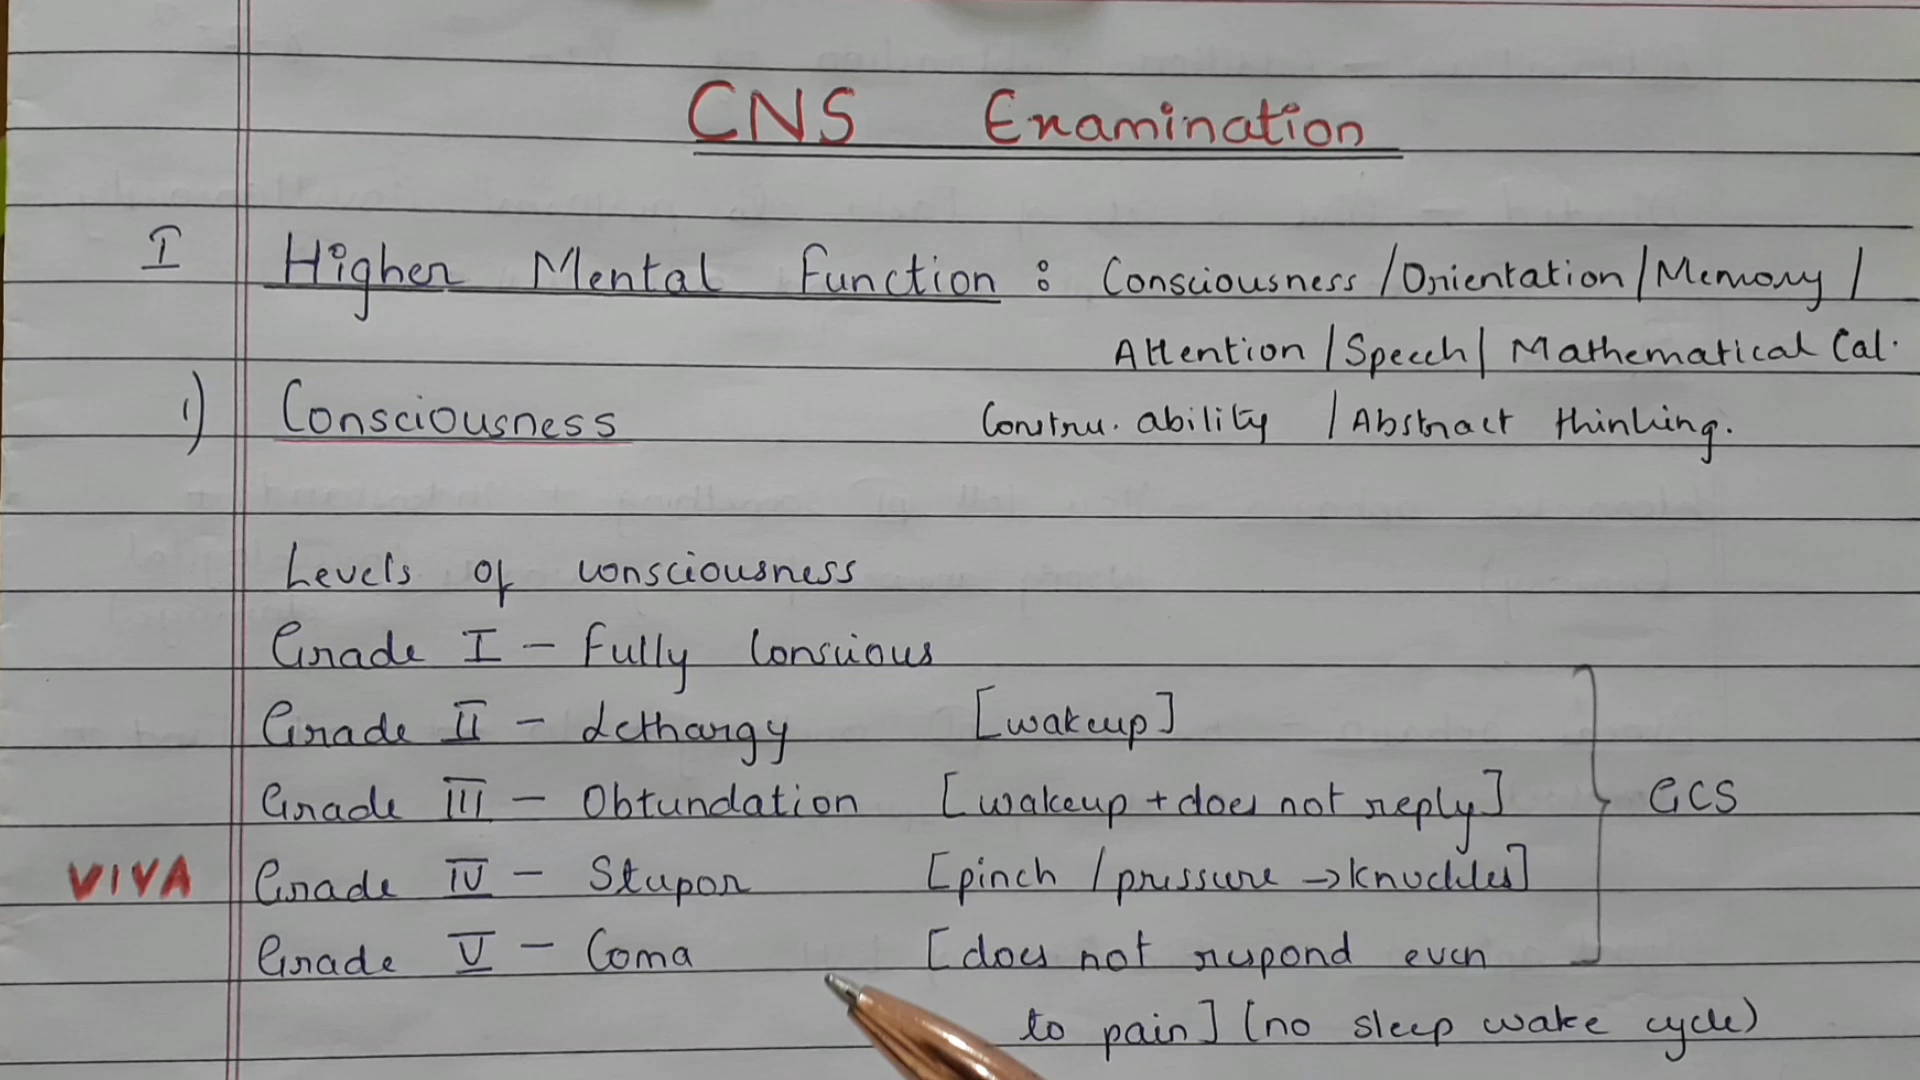 CNS Examination
I Higher Mental Function : Consciousness / Orientation / Memory /
Attention / Speech / Mathematical Cal.
1) Consciousness Constru. ability / Abstract thinking.
Levels of consciousness
Grade I - Fully Conscious
Grade II - Lethargy [wakeup]
Grade III - Obtundation [wakeup + does not reply] GCS
VIVA Grade IV - Stupor [pinch / pressure → knuckles]
Grade V - Coma [does not respond even
to pain] (no sleep wake cycle)